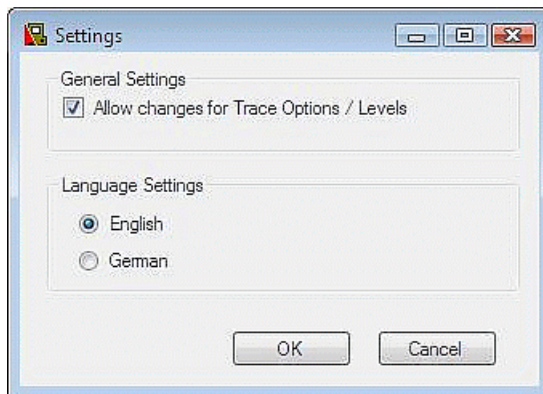 Settings
General Settings
Allow changes for Trace Options / Levels
Language Settings
English
German
OK
Cancel